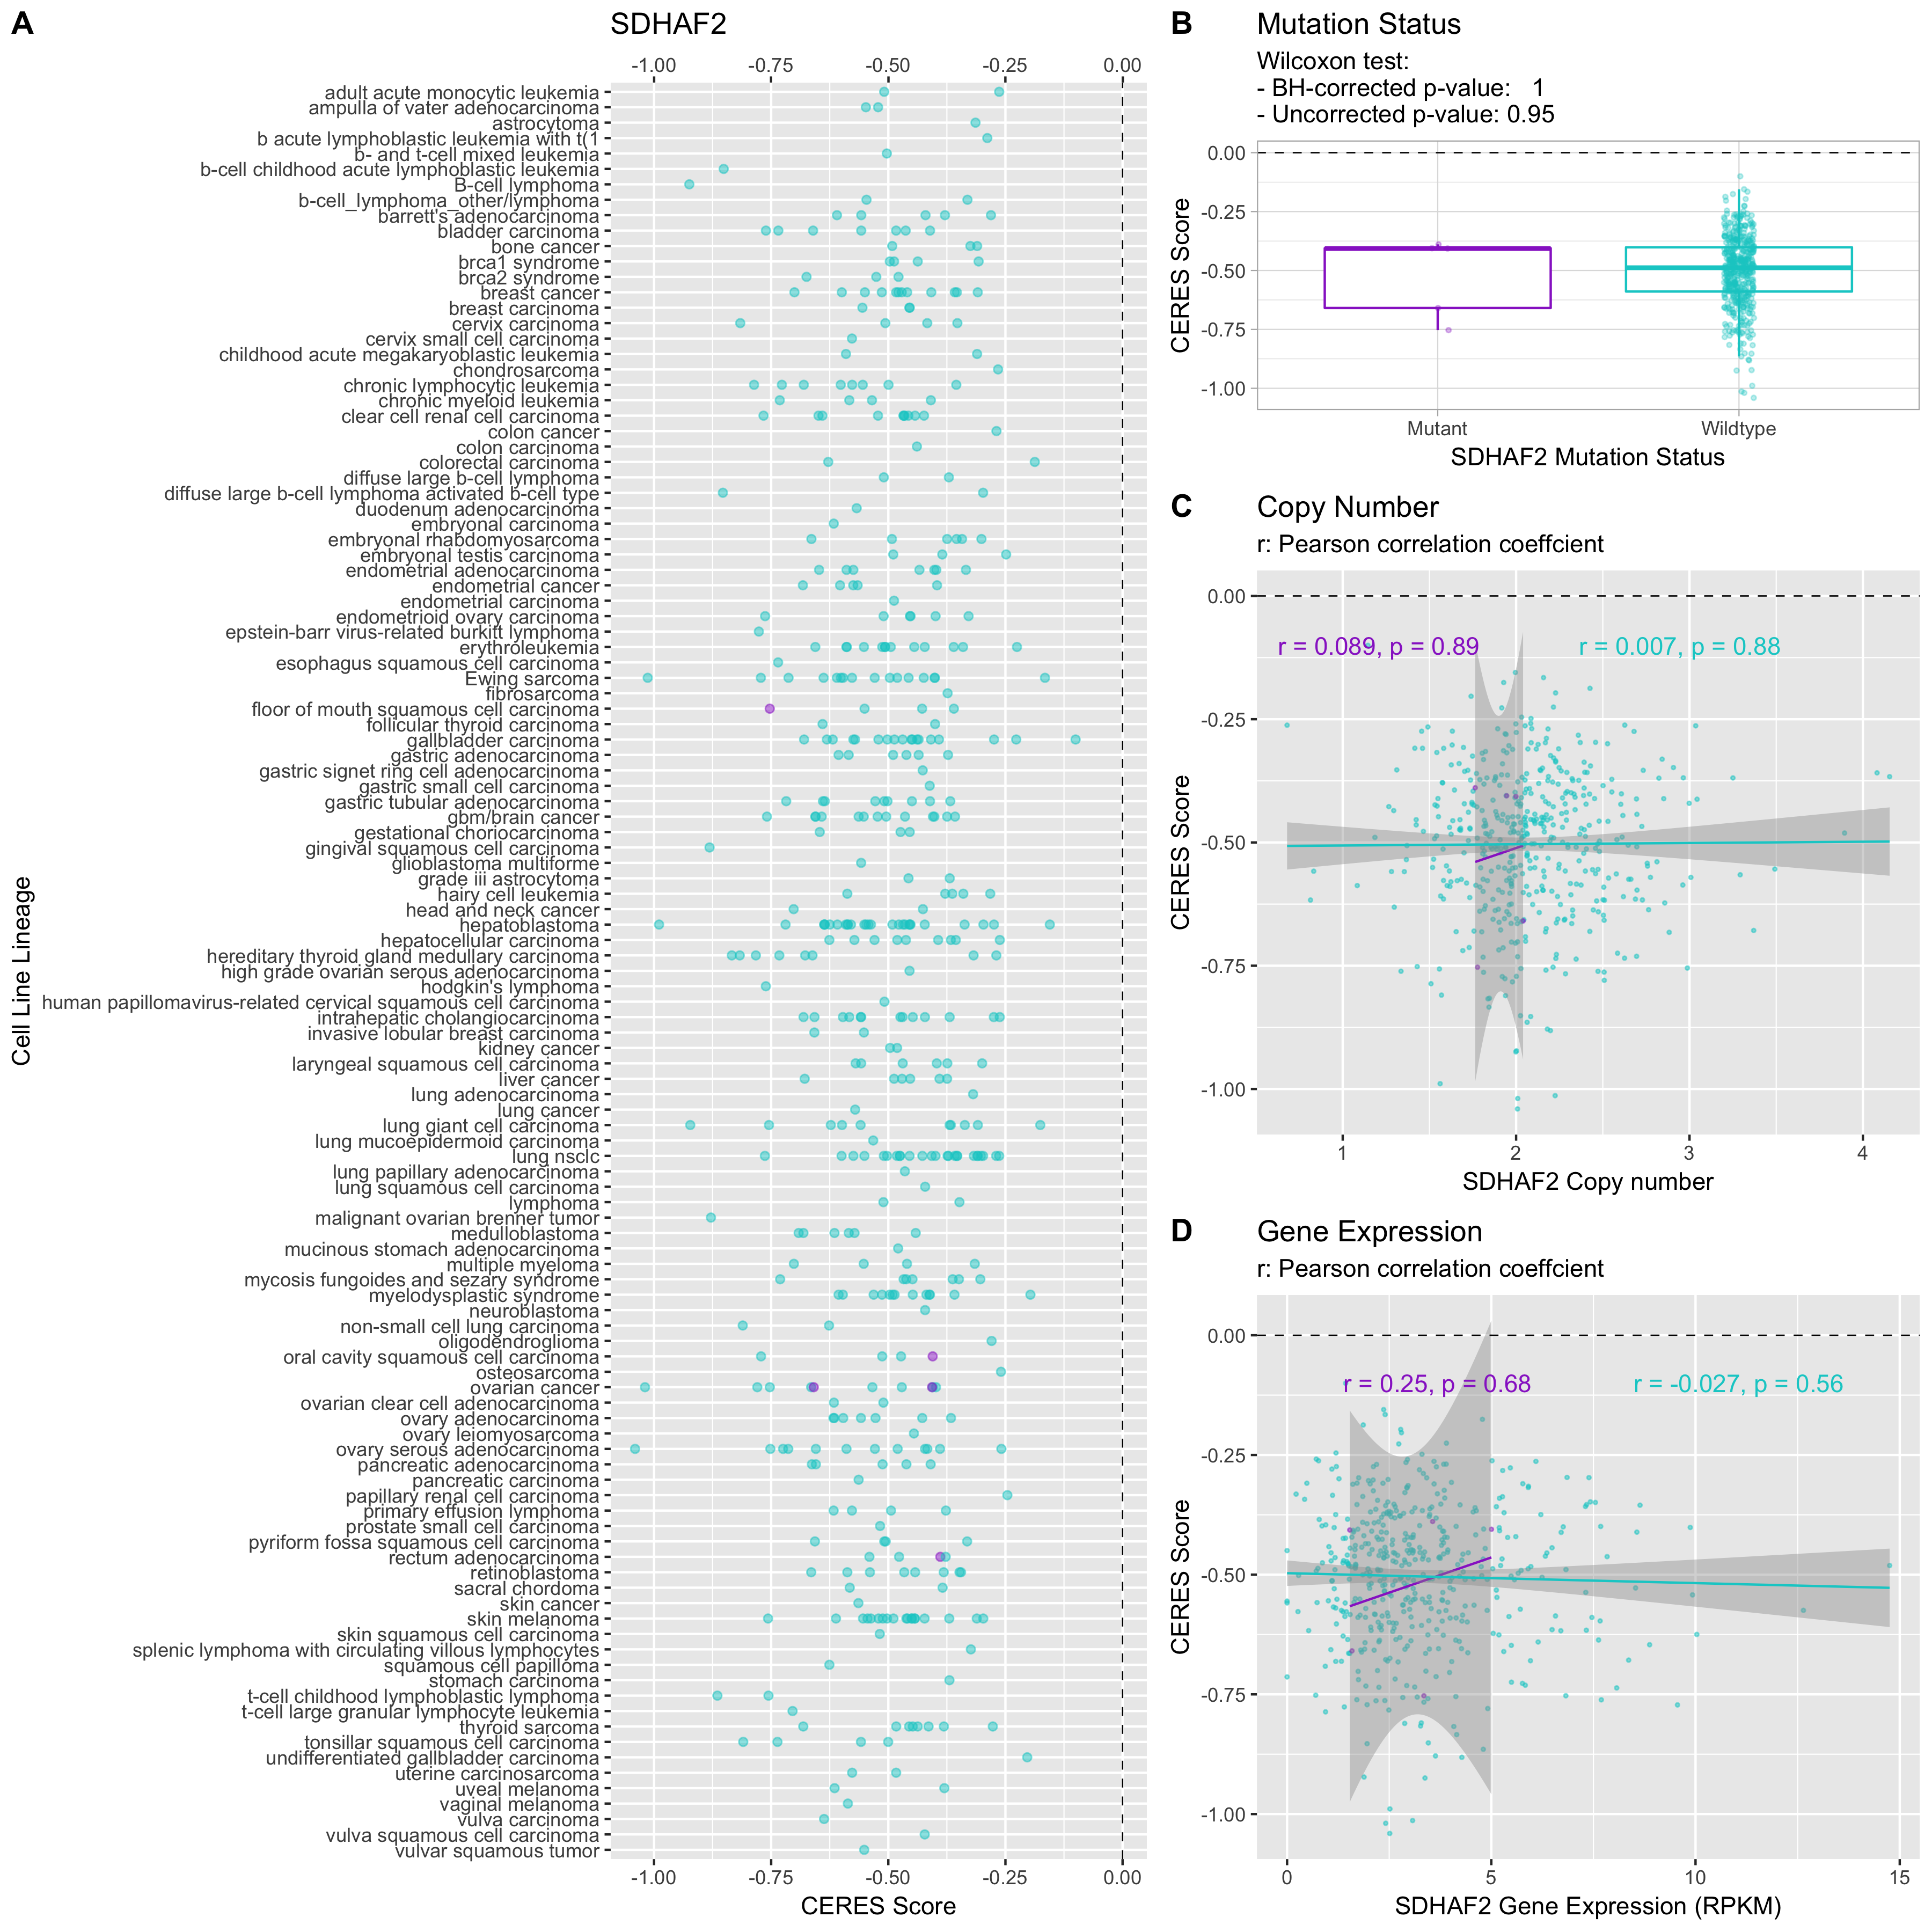 A
SDHAF2
-1.00 -0.75 -0.50 -0.25 0.00
adult acute monocytic leukemia
ampulla of vater adenocarcinoma
astrocytoma
b acute lymphoblastic leukemia with t(1
b- and t-cell mixed leukemia
b-cell childhood acute lymphoblastic leukemia
B-cell lymphoma
b-cell_lymphoma_other/lymphoma
barrett's adenocarcinoma
bladder carcinoma
bone cancer
brca1 syndrome
brca2 syndrome
breast cancer
breast carcinoma
cervix carcinoma
cervix small cell carcinoma
childhood acute megakaryoblastic leukemia
chondrosarcoma
chronic lymphocytic leukemia
chronic myeloid leukemia
clear cell renal cell carcinoma
colon cancer
colon carcinoma
colorectal carcinoma
diffuse large b-cell lymphoma
diffuse large b-cell lymphoma activated b-cell type
duodenum adenocarcinoma
embryonal carcinoma
embryonal rhabdomyosarcoma
embryonal testis carcinoma
endometrial adenocarcinoma
endometrial cancer
endometrial carcinoma
endometrioid ovary carcinoma
epstein-barr virus-related burkitt lymphoma
erythroleukemia
esophagus squamous cell carcinoma
Ewing sarcoma
fibrosarcoma
floor of mouth squamous cell carcinoma
follicular thyroid carcinoma
gallbladder carcinoma
gastric adenocarcinoma
gastric signet ring cell adenocarcinoma
gastric small cell carcinoma
gastric tubular adenocarcinoma
gbm/brain cancer
gestational choriocarcinoma
gingival squamous cell carcinoma
glioblastoma multiforme
grade iii astrocytoma
hairy cell leukemia
head and neck cancer
hepatoblastoma
hepatocellular carcinoma
hereditary thyroid gland medullary carcinoma
high grade ovarian serous adenocarcinoma
hodgkin's lymphoma
human papillomavirus-related cervical squamous cell carcinoma
intrahepatic cholangiocarcinoma
invasive lobular breast carcinoma
kidney cancer
laryngeal squamous cell carcinoma
liver cancer
lung adenocarcinoma
lung cancer
lung giant cell carcinoma
lung mucoepidermoid carcinoma
lung nsclc
lung papillary adenocarcinoma
lung squamous cell carcinoma
lymphoma
malignant ovarian brenner tumor
medulloblastoma
mucinous stomach adenocarcinoma
multiple myeloma
mycosis fungoides and sezary syndrome
myelodysplastic syndrome
neuroblastoma
non-small cell lung carcinoma
oligodendroglioma
oral cavity squamous cell carcinoma
osteosarcoma
ovarian cancer
ovarian clear cell adenocarcinoma
ovary adenocarcinoma
ovary leiomyosarcoma
ovary serous adenocarcinoma
pancreatic adenocarcinoma
pancreatic carcinoma
papillary renal cell carcinoma
primary effusion lymphoma
prostate small cell carcinoma
pyriform fossa squamous cell carcinoma
rectum adenocarcinoma
retinoblastoma
sacral chordoma
skin cancer
skin melanoma
skin squamous cell carcinoma
splenic lymphoma with circulating villous lymphocytes
squamous cell papilloma
stomach carcinoma
t-cell childhood lymphoblastic lymphoma
t-cell large granular lymphocyte leukemia
thyroid sarcoma
tonsillar squamous cell carcinoma
undifferentiated gallbladder carcinoma
uterine carcinosarcoma
uveal melanoma
vaginal melanoma
vulva carcinoma
vulva squamous cell carcinoma
vulvar squamous tumor
-1.00 -0.75 -0.50 -0.25 0.00
CERES Score
Cell Line Lineage
B
Mutation Status
Wilcoxon test:
- BH-corrected p-value: 1
- Uncorrected p-value: 0.95
0.00
-0.25
-0.50
-0.75
-1.00
CERES Score
Mutant Wildtype
SDHAF2 Mutation Status
C
Copy Number
r: Pearson correlation coeffcient
r = 0.089, p = 0.89 r = 0.007, p = 0.88
0.00
-0.25
-0.50
-0.75
-1.00
CERES Score
1 2 3 4
SDHAF2 Copy number
D
Gene Expression
r: Pearson correlation coeffcient
r = 0.25, p = 0.68 r = -0.027, p = 0.56
0.00
-0.25
-0.50
-0.75
-1.00
CERES Score
0 5 10 15
SDHAF2 Gene Expression (RPKM)